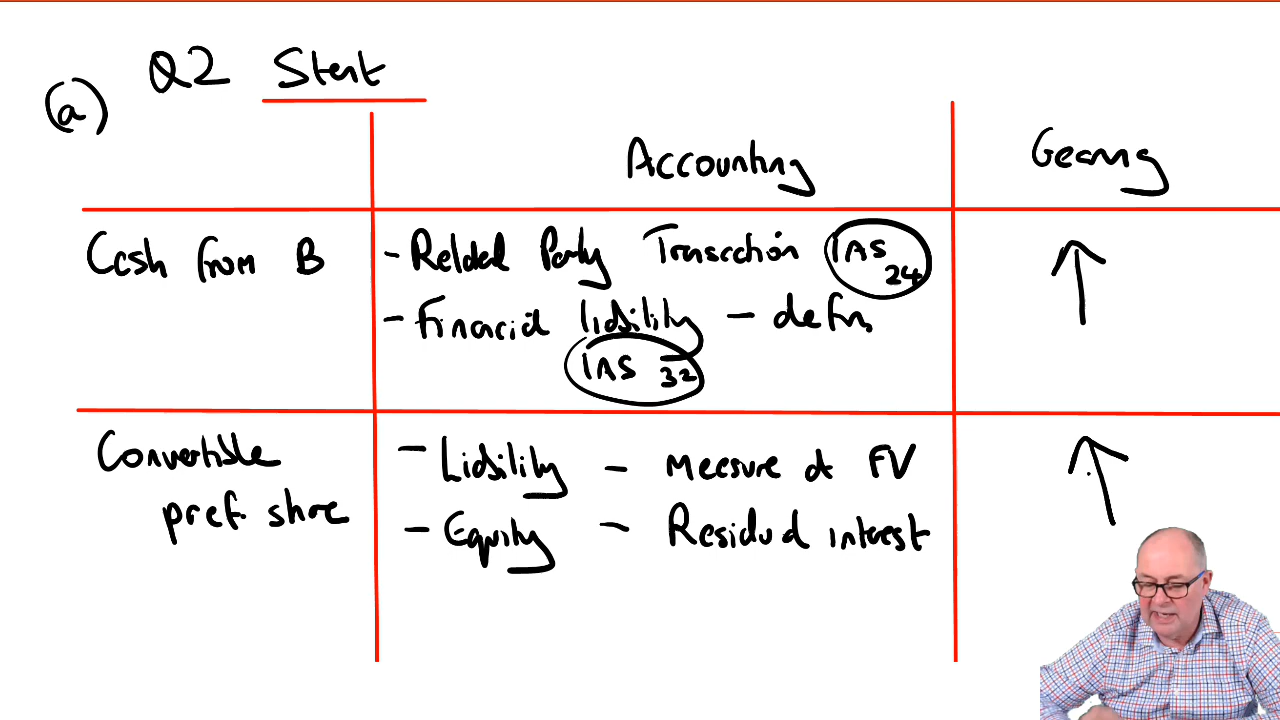 (a) Q2 Stent
Accounting Gearing
Cash from B
- Related Party Transaction IAS 24
- Financial liability - defn.
IAS 32
Convertible
pref share
- Liability - Measure at FV
- Equity - Residual interest